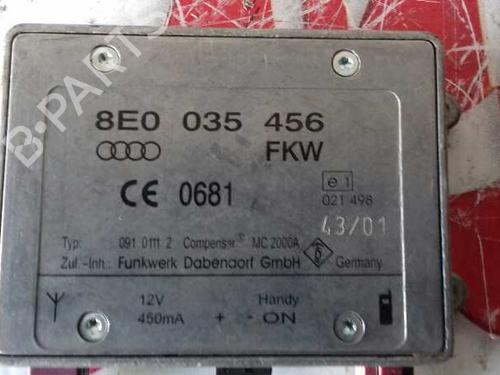 B-PARTS
8E0 035 456
FKW
CE 0681
e 1
021 498
43/01
Typ: 091 0111 2 Compenser® MC 2000A
Zul.-Inh.: Funkwerk Dabendorf GmbH Germany
12V Handy
450mA + - ON